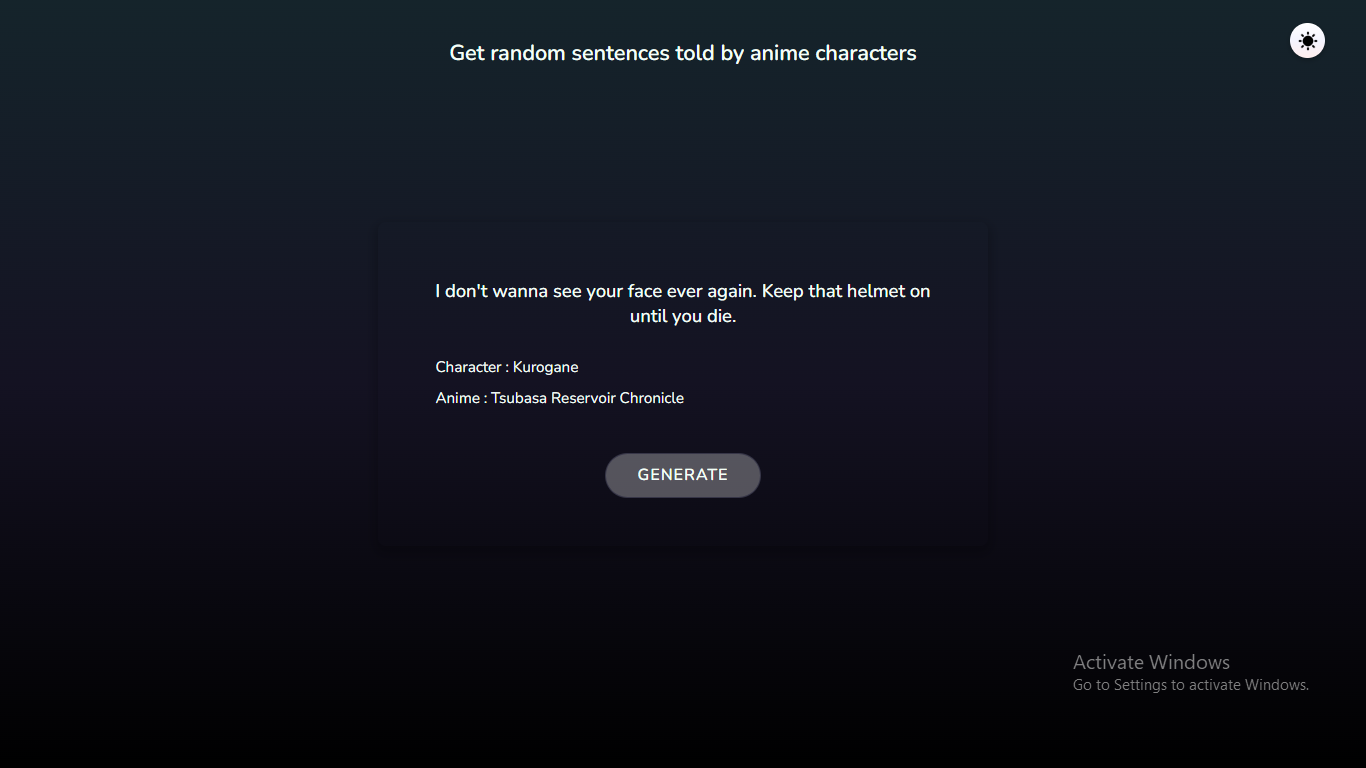 Get random sentences told by anime characters
I don't wanna see your face ever again. Keep that helmet on
until you die.
Character : Kurogane
Anime : Tsubasa Reservoir Chronicle
GENERATE
Activate Windows
Go to Settings to activate Windows.